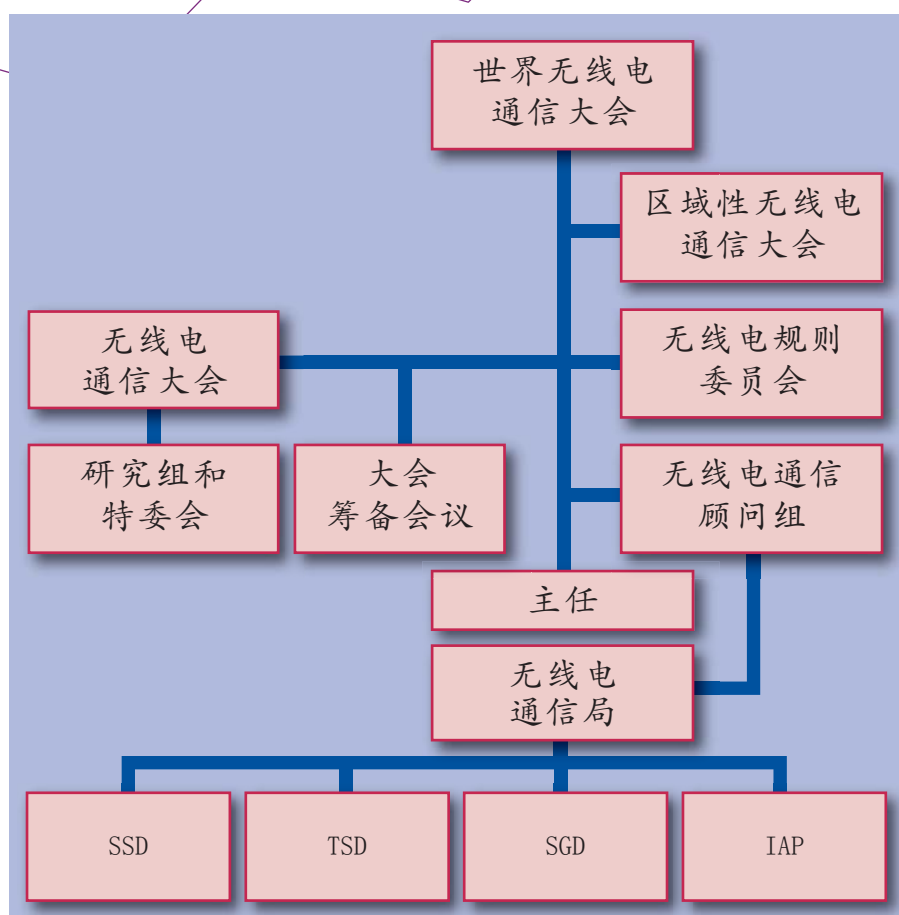 世界无线电
通信大会
区域性无线电
通信大会
无线电
通信大会
无线电规则
委员会
研究组和
特委会
大会
筹备会议
无线电通信
顾问组
主任
无线电
通信局
SSD
TSD
SGD
IAP